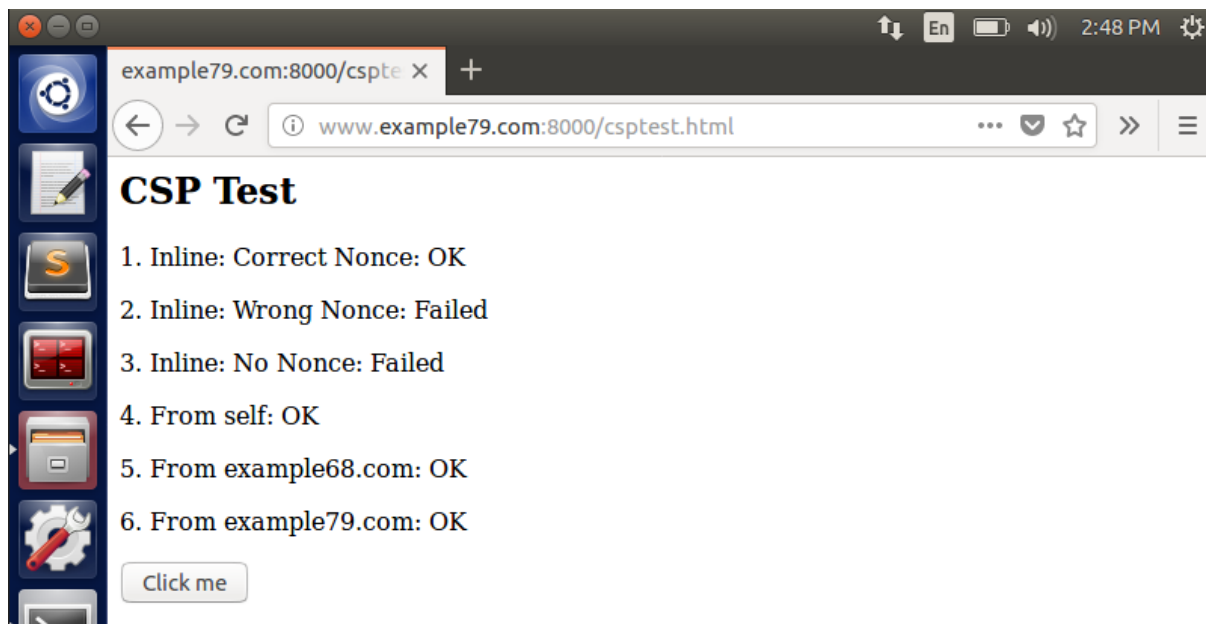 En 2:48 PM
example79.com:8000/cspte
www.example79.com:8000/csptest.html
CSP Test
1. Inline: Correct Nonce: OK
2. Inline: Wrong Nonce: Failed
3. Inline: No Nonce: Failed
4. From self: OK
5. From example68.com: OK
6. From example79.com: OK
Click me